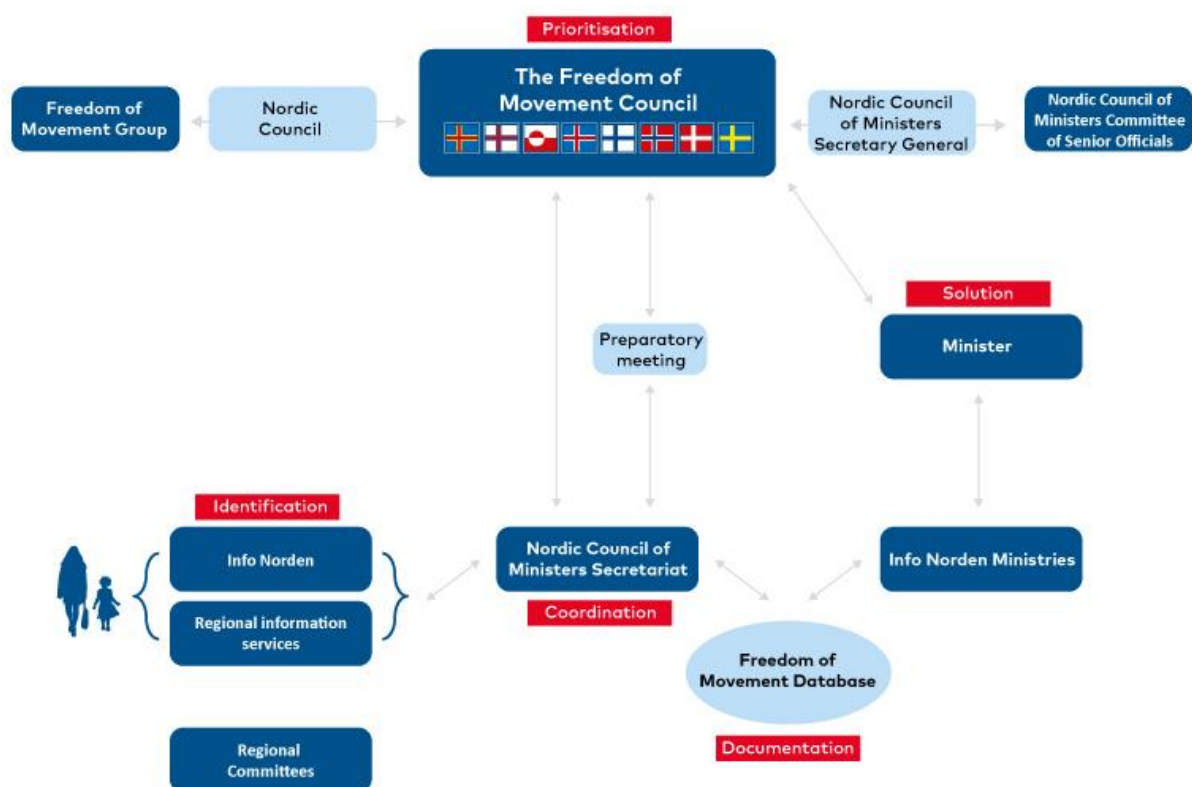 Prioritisation
The Freedom of
Movement Council
Freedom of
Movement Group
Nordic
Council
Nordic Council
of Ministers
Secretary General
Nordic Council of
Ministers Committee
of Senior Officials
Solution
Minister
Preparatory
meeting
Identification
Info Norden
Regional information
services
Nordic Council of
Ministers Secretariat
Coordination
Info Norden Ministries
Freedom of
Movement Database
Documentation
Regional
Committees